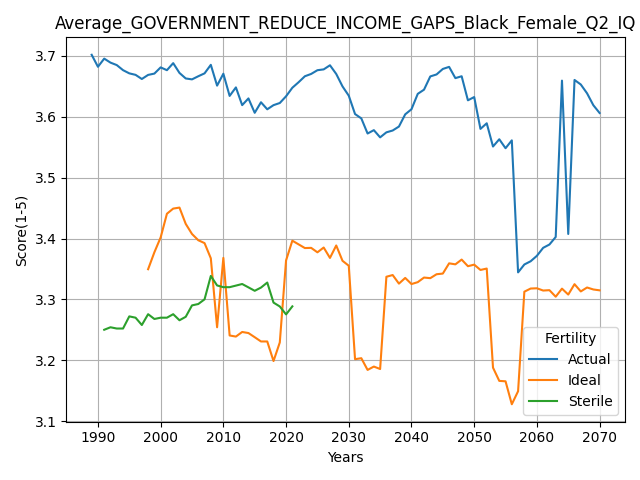 Average_GOVERNMENT_REDUCE_INCOME_GAPS_Black_Female_Q2_IQ
3.7
3.6
3.5
3.4
3.3
3.2
3.1
Score(1-5)
1990 2000 2010 2020 2030 2040 2050 2060 2070
Years
Fertility
Actual
Ideal
Sterile